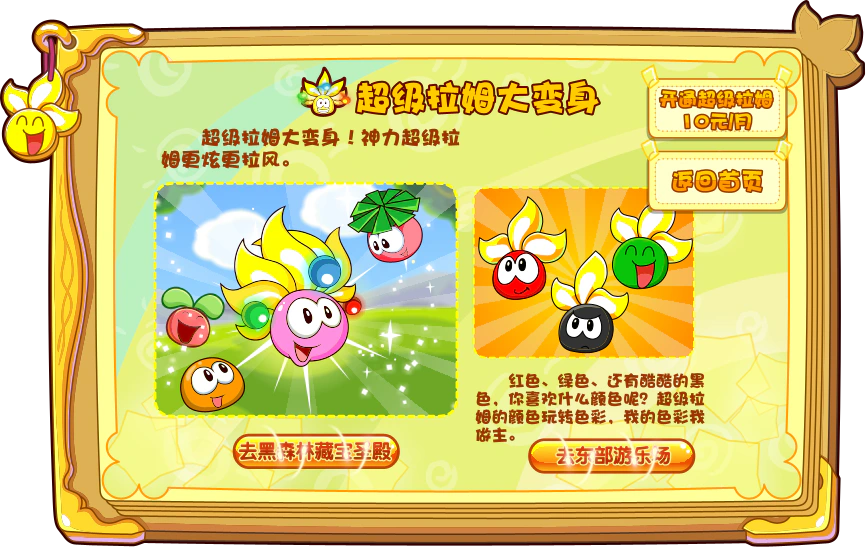 超级拉姆大变身
开通超级拉姆
10元/月
超级拉姆大变身！神力超级拉
姆更炫更拉风。
返回首页
红色、绿色、还有酷酷的黑
色，你喜欢什么颜色呢？超级拉
姆的颜色玩转色彩，我的色彩我
做主。
去黑森林藏宝圣殿
去东部游乐场